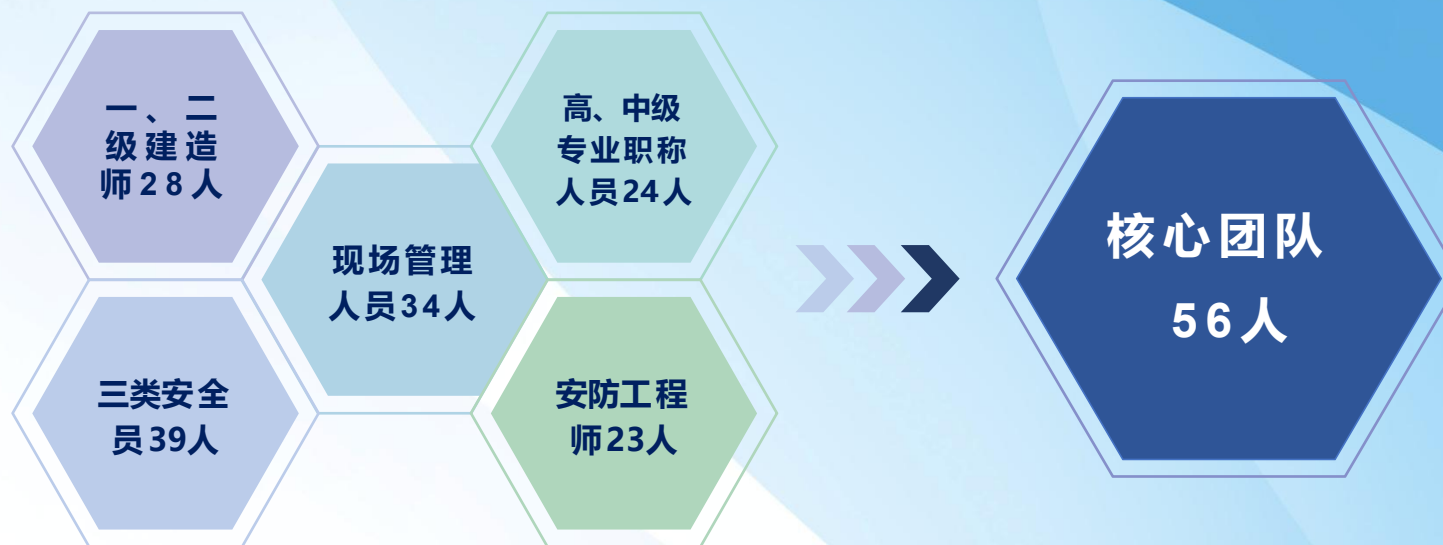 一、二
级建造
师28人
高、中级
专业职称
人员24人
现场管理
人员34人
三类安全
员39人
安防工程
师23人
核心团队
56人